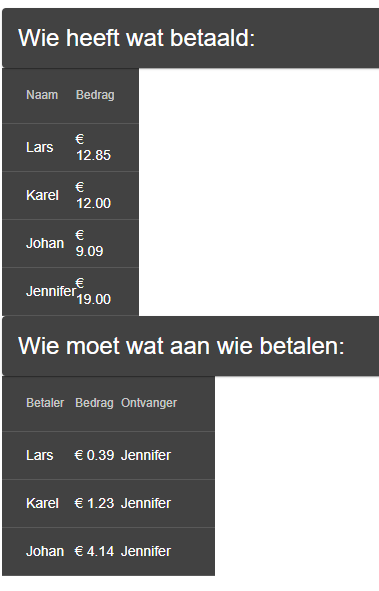 Wie heeft wat betaald:
Naam Bedrag
Lars €
12.85
Karel €
12.00
Johan €
9.09
Jennifer €
19.00
Wie moet wat aan wie betalen:
Betaler Bedrag Ontvanger
Lars € 0.39 Jennifer
Karel € 1.23 Jennifer
Johan € 4.14 Jennifer